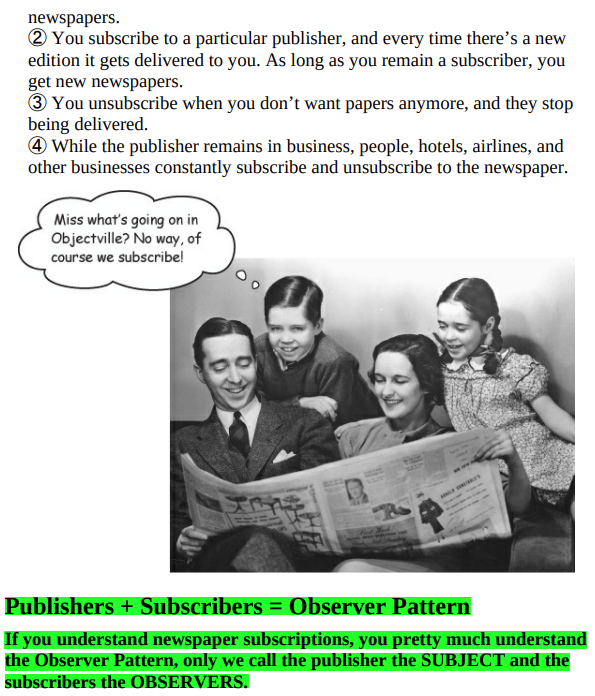 newspapers.
② You subscribe to a particular publisher, and every time there’s a new
edition it gets delivered to you. As long as you remain a subscriber, you
get new newspapers.
③ You unsubscribe when you don’t want papers anymore, and they stop
being delivered.
④ While the publisher remains in business, people, hotels, airlines, and
other businesses constantly subscribe and unsubscribe to the newspaper.
Miss what’s going on in
Objectville? No way, of
course we subscribe!
Publishers + Subscribers = Observer Pattern
If you understand newspaper subscriptions, you pretty much understand
the Observer Pattern, only we call the publisher the SUBJECT and the
subscribers the OBSERVERS.